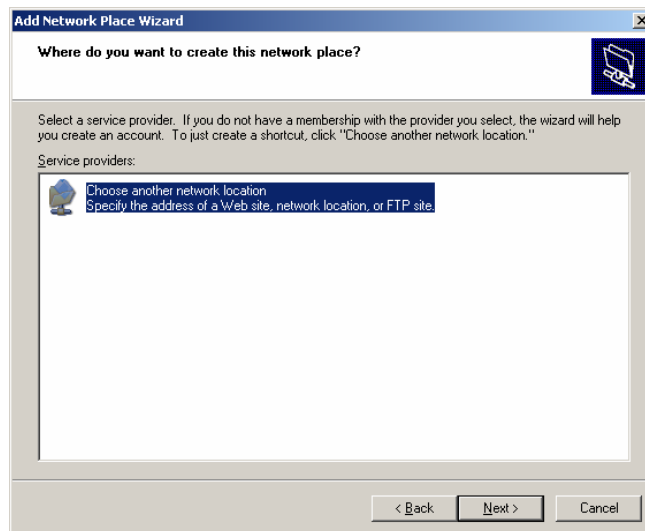 Add Network Place Wizard
Where do you want to create this network place?
Select a service provider. If you do not have a membership with the provider you select, the wizard will help
you create an account. To just create a shortcut, click "Choose another network location."
Service providers:
Choose another network location
Specify the address of a Web site, network location, or FTP site.
< Back Next > Cancel